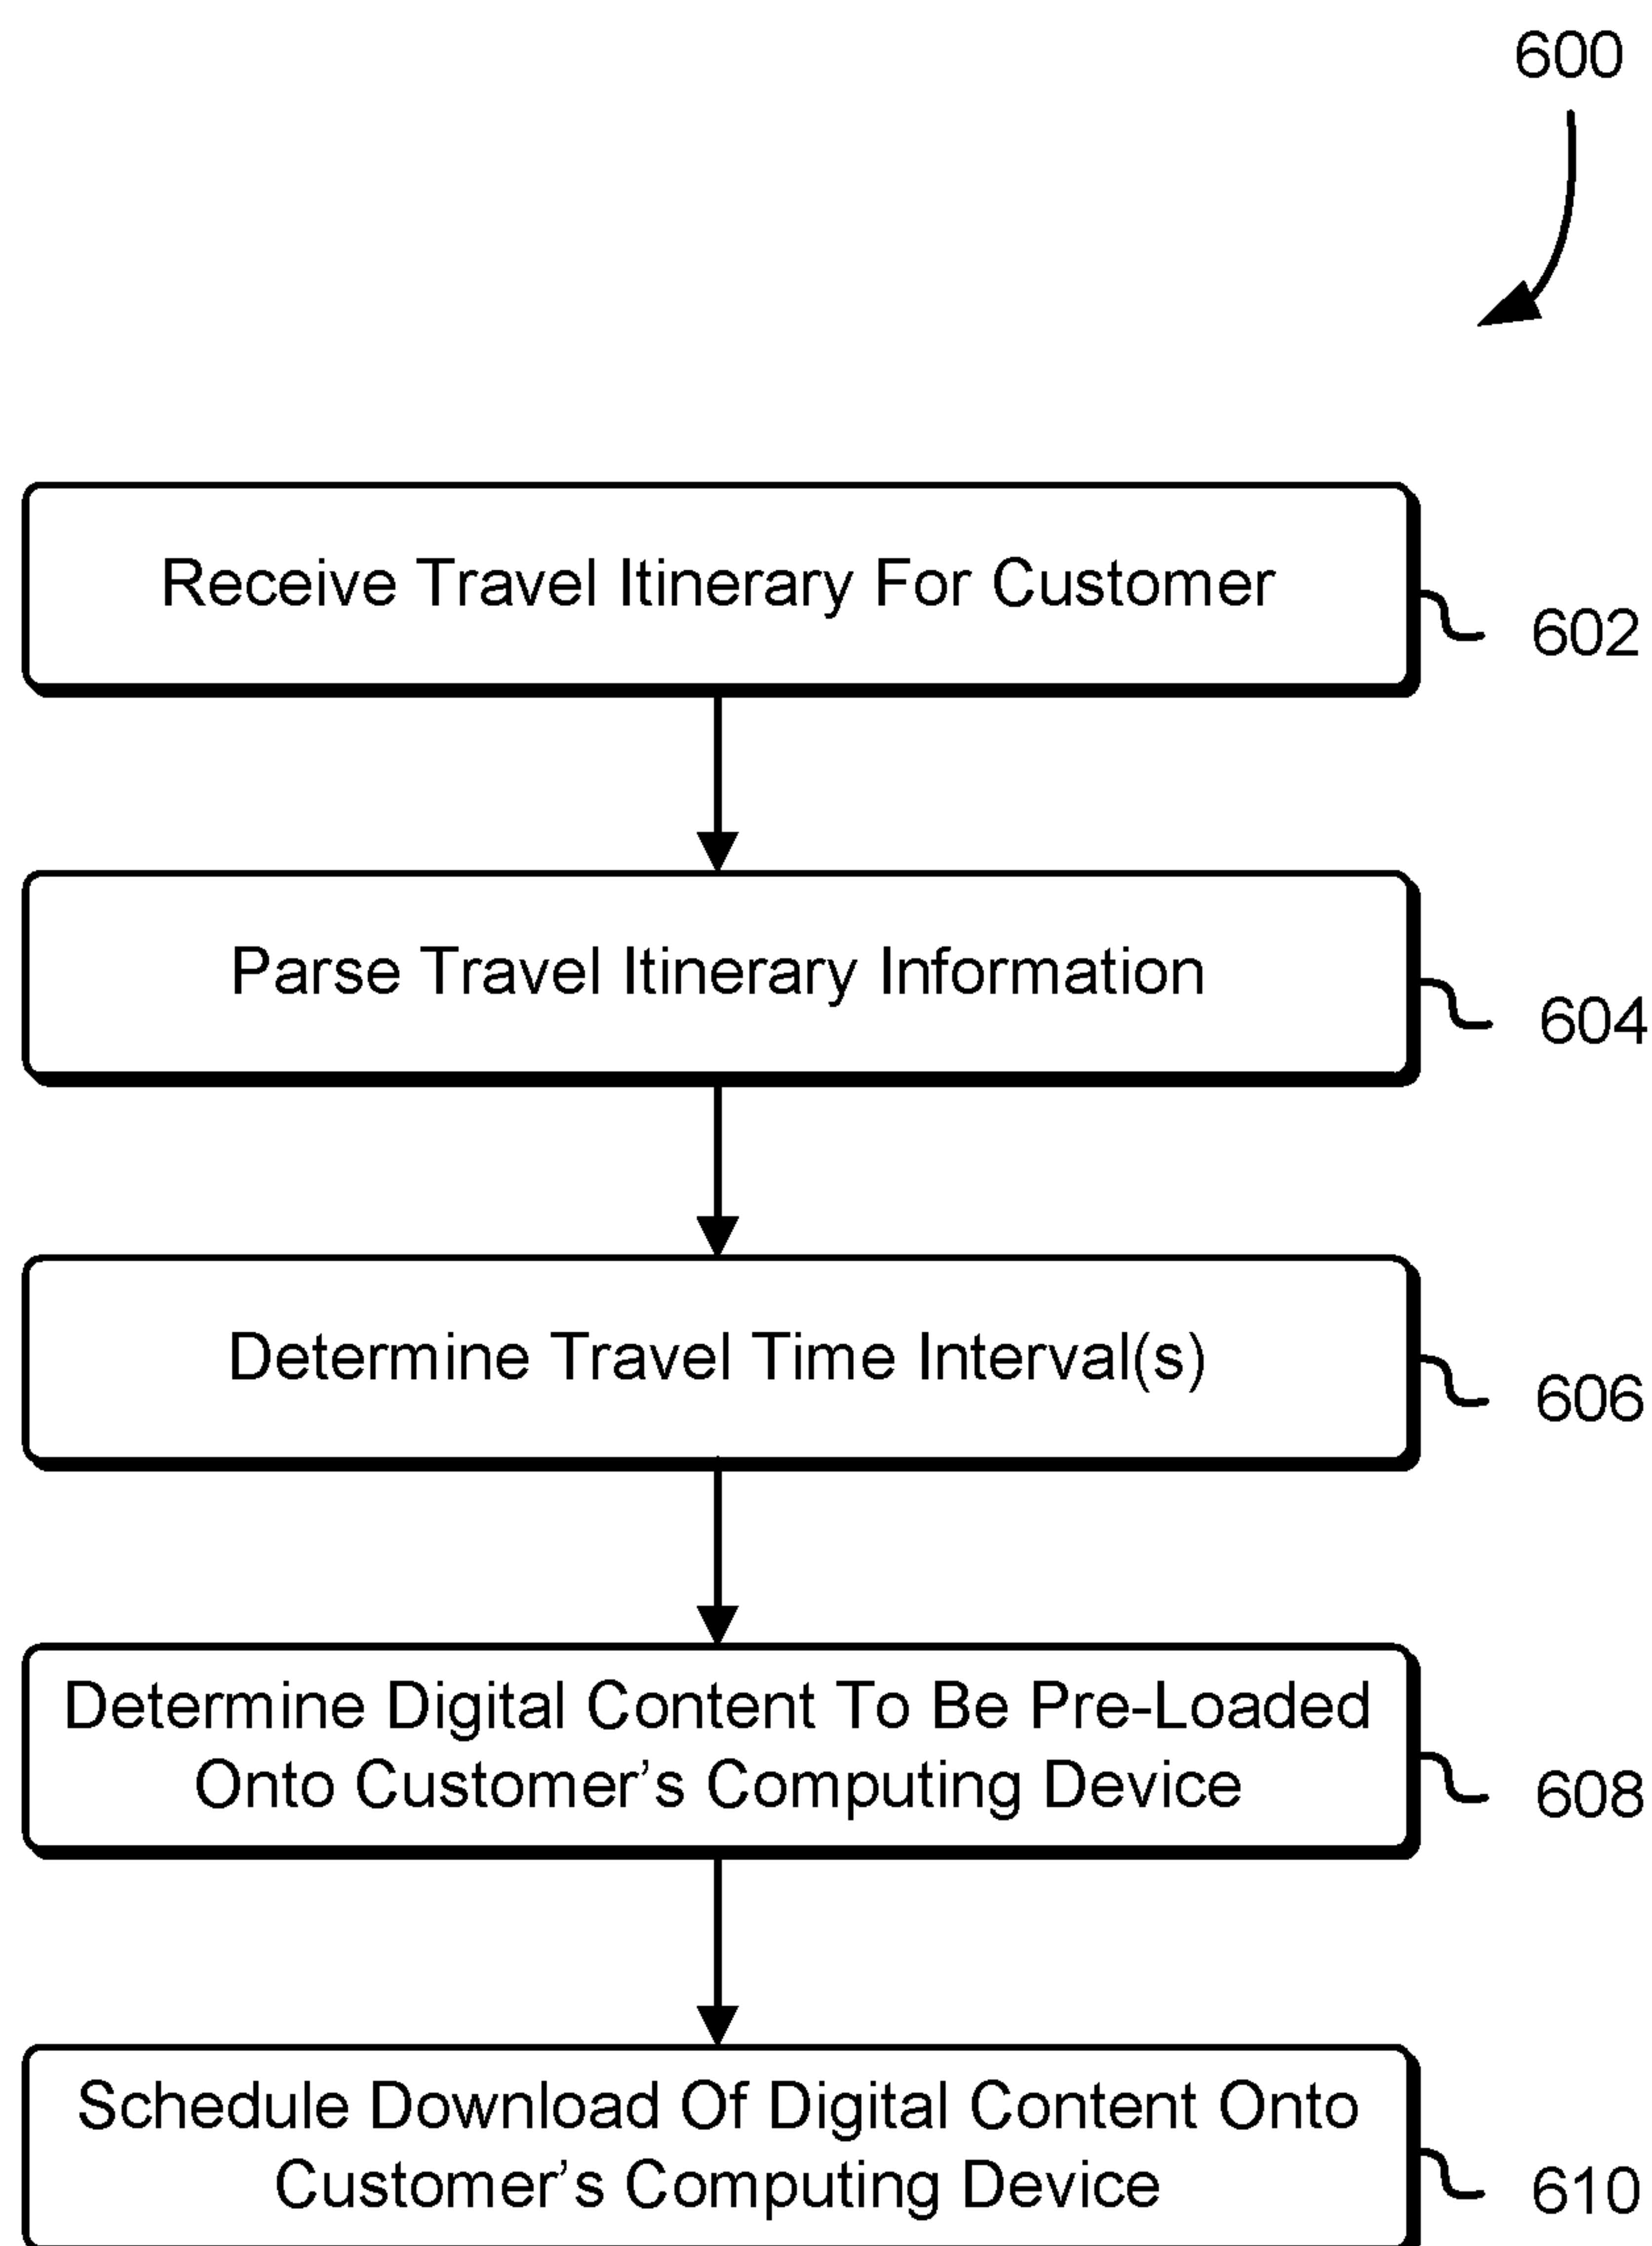 600
Receive Travel Itinerary For Customer
602
Parse Travel Itinerary Information
604
Determine Travel Time Interval(s)
606
Determine Digital Content To Be Pre-Loaded
Onto Customer's Computing Device
608
Schedule Download Of Digital Content Onto
Customer's Computing Device
610